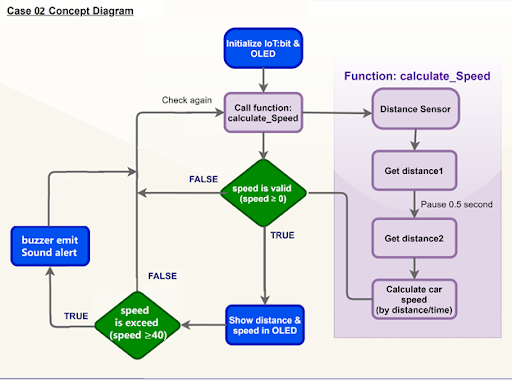 Case 02 Concept Diagram
Initialize IoT:bit &
OLED
Function: calculate_Speed
Check again
Call function:
calculate_Speed
Distance Sensor
Get distance1
FALSE
speed is valid
(speed ≥ 0)
Pause 0.5 second
TRUE
Get distance2
buzzer emit
Sound alert
FALSE
Calculate car
speed
(by distance/time)
TRUE
speed
is exceed
(speed ≥40)
Show distance &
speed in OLED